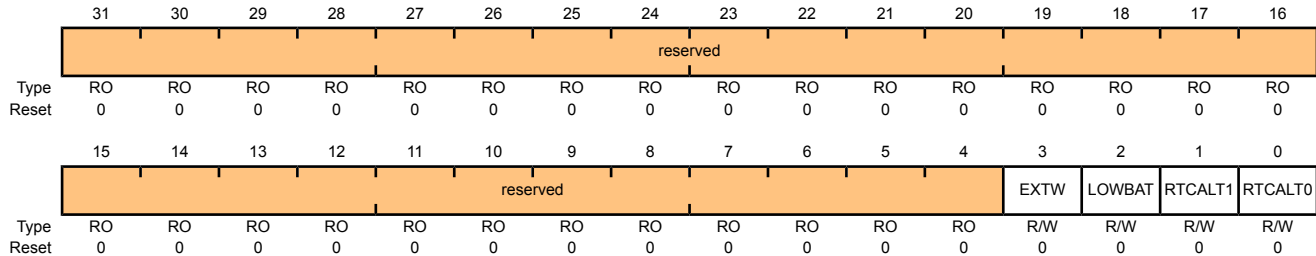 31 30 29 28 27 26 25 24 23 22 21 20 19 18 17 16
reserved
Type RO RO RO RO RO RO RO RO RO RO RO RO RO RO RO RO
Reset 0 0 0 0 0 0 0 0 0 0 0 0 0 0 0 0
15 14 13 12 11 10 9 8 7 6 5 4 3 2 1 0
reserved EXTW LOWBAT RTCALT1 RTCALT0
Type RO RO RO RO RO RO RO RO RO RO RO RO R/W R/W R/W R/W
Reset 0 0 0 0 0 0 0 0 0 0 0 0 0 0 0 0